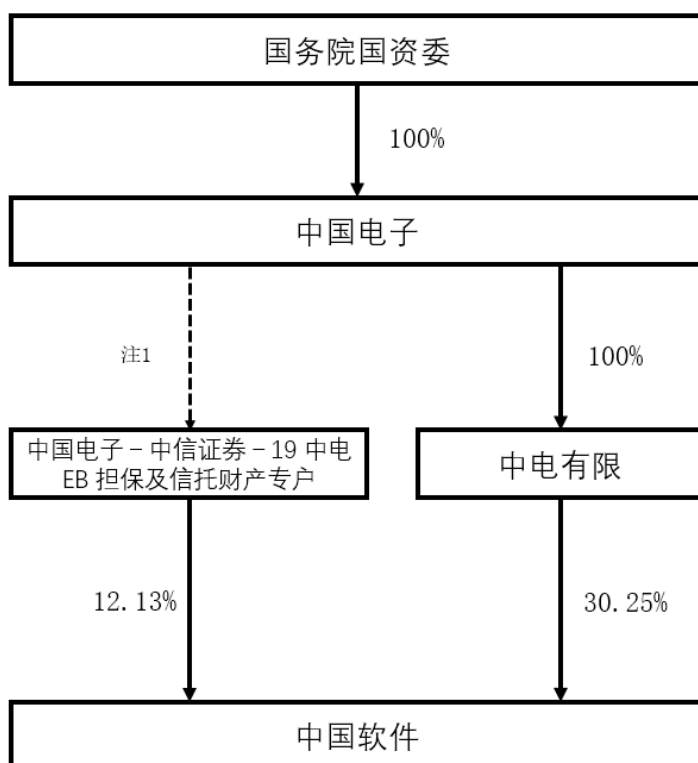 国务院国资委
100%
中国电子
注1
100%
中国电子－中信证券－19 中电
EB 担保及信托财产专户
中电有限
12.13%
30.25%
中国软件